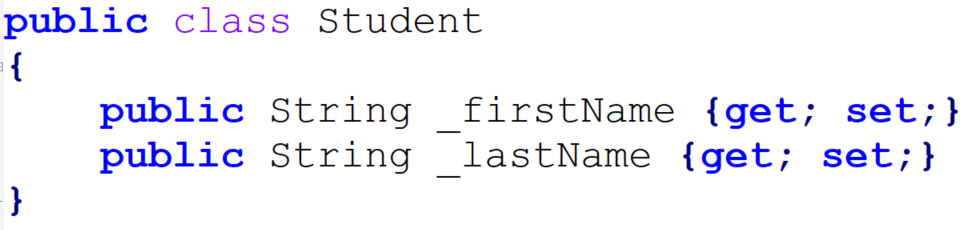 public class Student
{
public String _firstName {get; set;}
public String _lastName {get; set;}
}